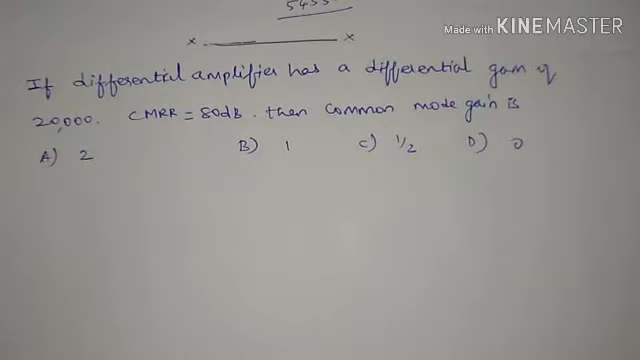 Made with KINEMASTER
x ——— x
If differential amplifier has a differential gain of
20,000. CMRR = 80dB. then common mode gain is
A) 2 B) 1 C) 1/2 D) 0